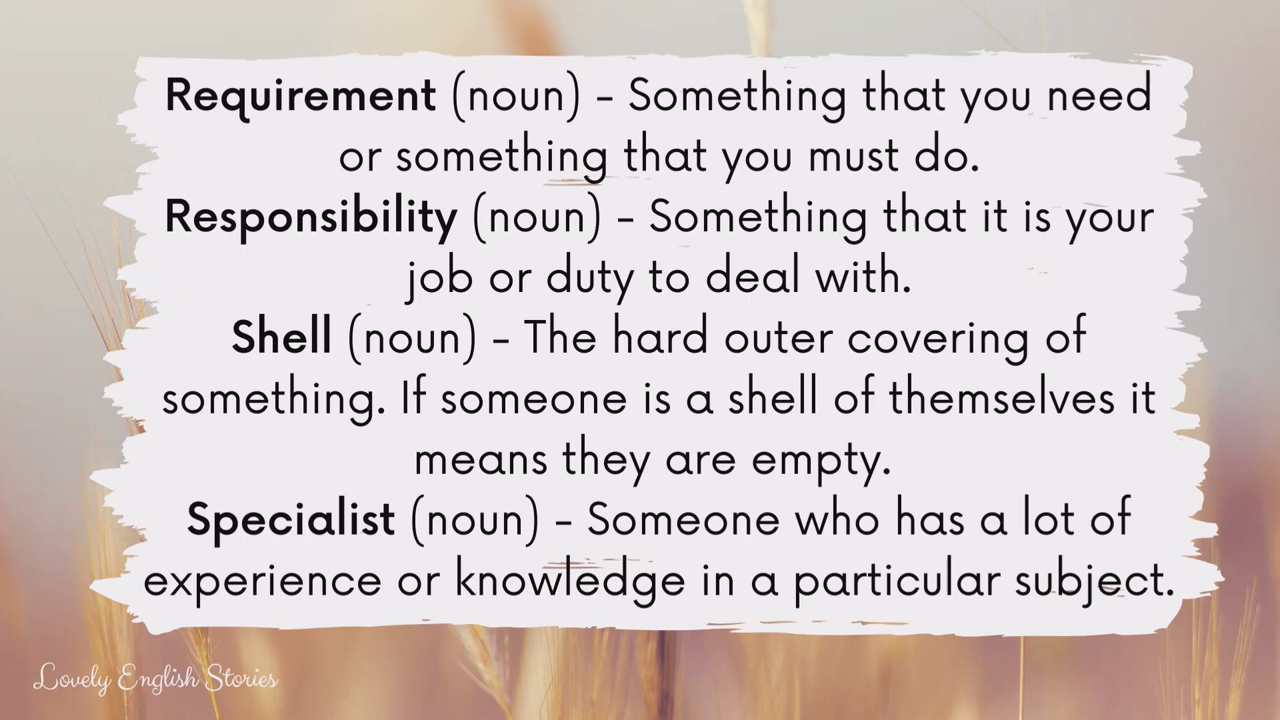 Requirement (noun) – Something that you need
or something that you must do.
Responsibility (noun) – Something that it is your
job or duty to deal with.
Shell (noun) – The hard outer covering of
something. If someone is a shell of themselves it
means they are empty.
Specialist (noun) – Someone who has a lot of
experience or knowledge in a particular subject.
Lovely English Stories